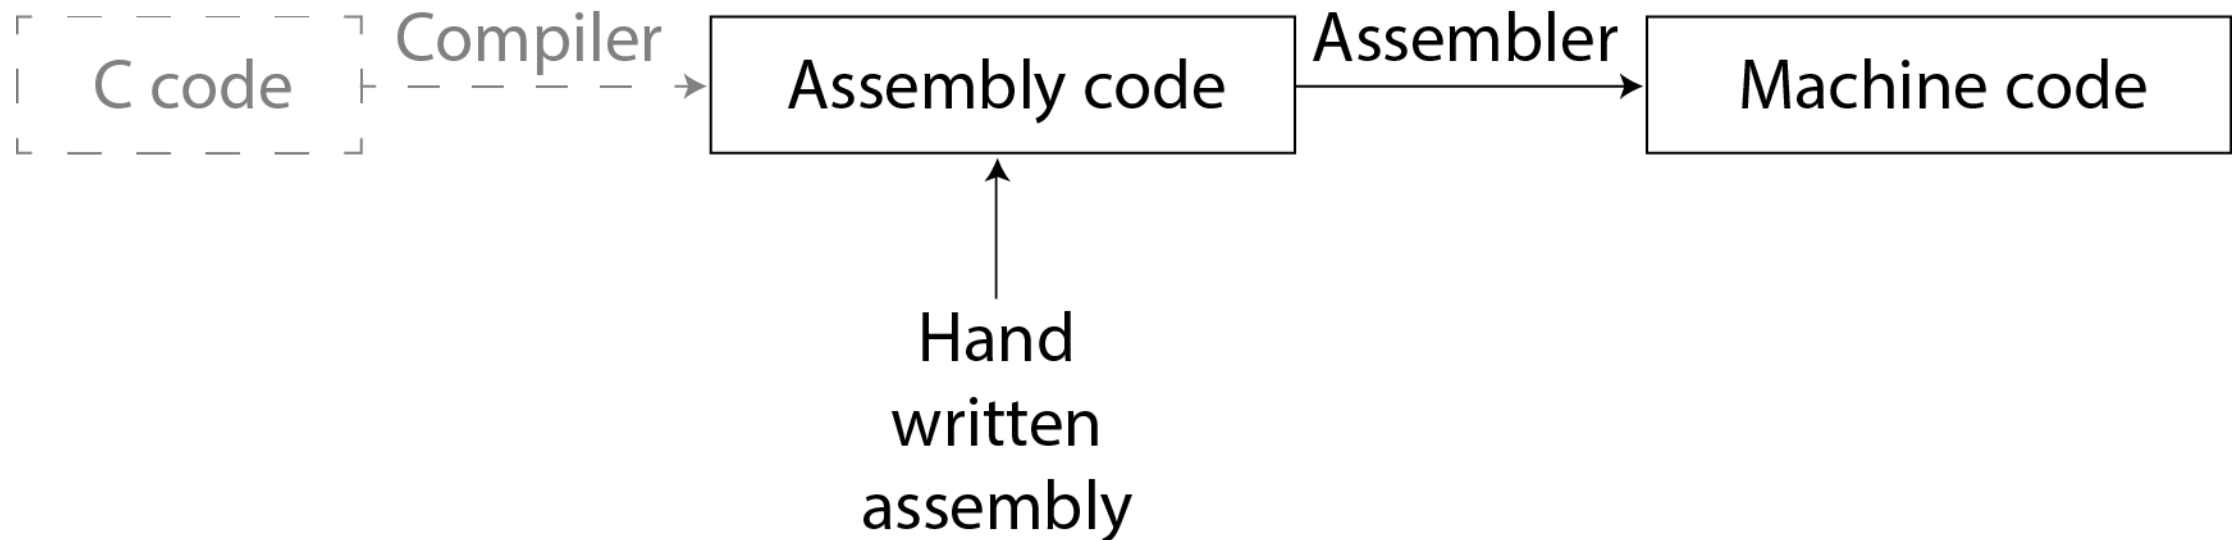 C code
Compiler
Assembly code
Assembler
Machine code
Hand
written
assembly